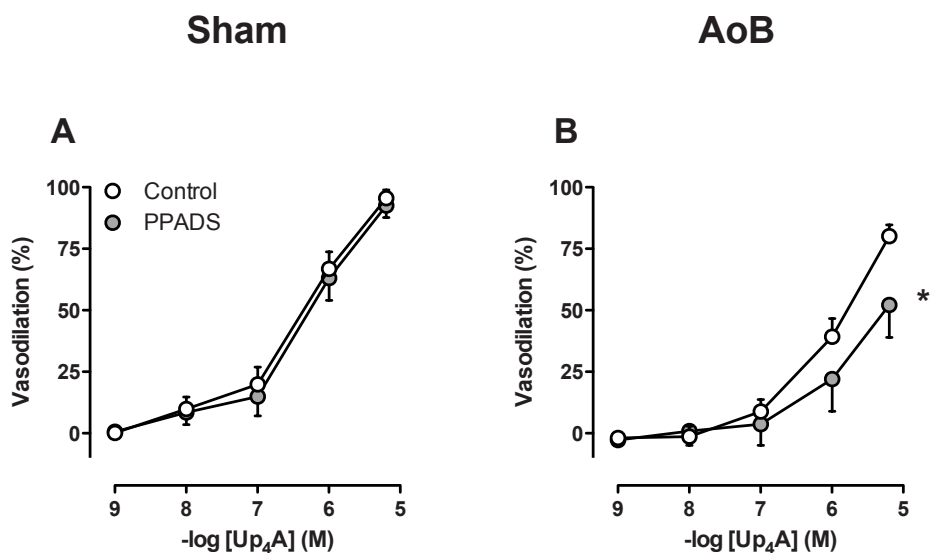 Sham
AoB
A
B
Control
PPADS
Vasodilation (%)
100
75
50
25
0
9 8 7 6 5
-log [Up₄A] (M)
Vasodilation (%)
100
75
50
25
0
*
9 8 7 6 5
-log [Up₄A] (M)